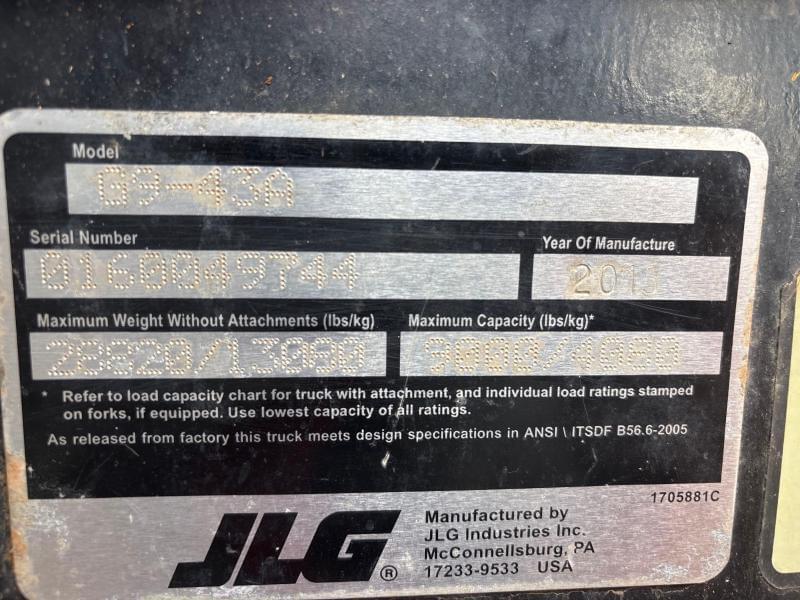 Model
G9-43A
Serial Number
0160049744
Year Of Manufacture
Maximum Weight Without Attachments (lbs/kg)
28820/13090
Maximum Capacity (lbs/kg)*
9000/4080
* Refer to load capacity chart for truck with attachment, and individual load ratings stamped
on forks, if equipped. Use lowest capacity of all ratings.
As released from factory this truck meets design specifications in ANSI \ ITSDF B56.6-2005
1705881C
JLG®
Manufactured by
JLG Industries Inc.
McConnellsburg, PA
17233-9533 USA